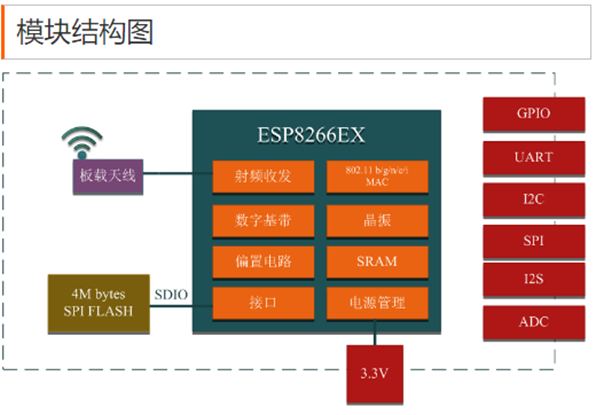 模块结构图
ESP8266EX
板载天线
射频收发
802.11 b/g/n/e/i
MAC
数字基带
晶振
偏置电路
SRAM
4M bytes
SPI FLASH
SDIO
接口
电源管理
3.3V
GPIO
UART
I2C
SPI
I2S
ADC